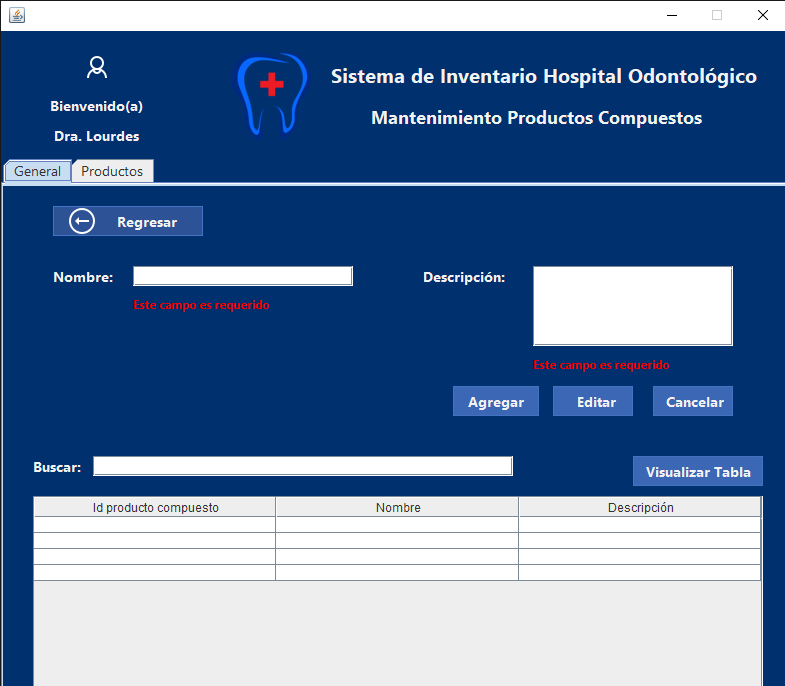 Sistema de Inventario Hospital Odontológico
Mantenimiento Productos Compuestos
Bienvenido(a)
Dra. Lourdes
General Productos
Regresar
Nombre:
Este campo es requerido
Descripción:
Este campo es requerido
Agregar Editar Cancelar
Buscar:
Visualizar Tabla
Id producto compuesto Nombre Descripción